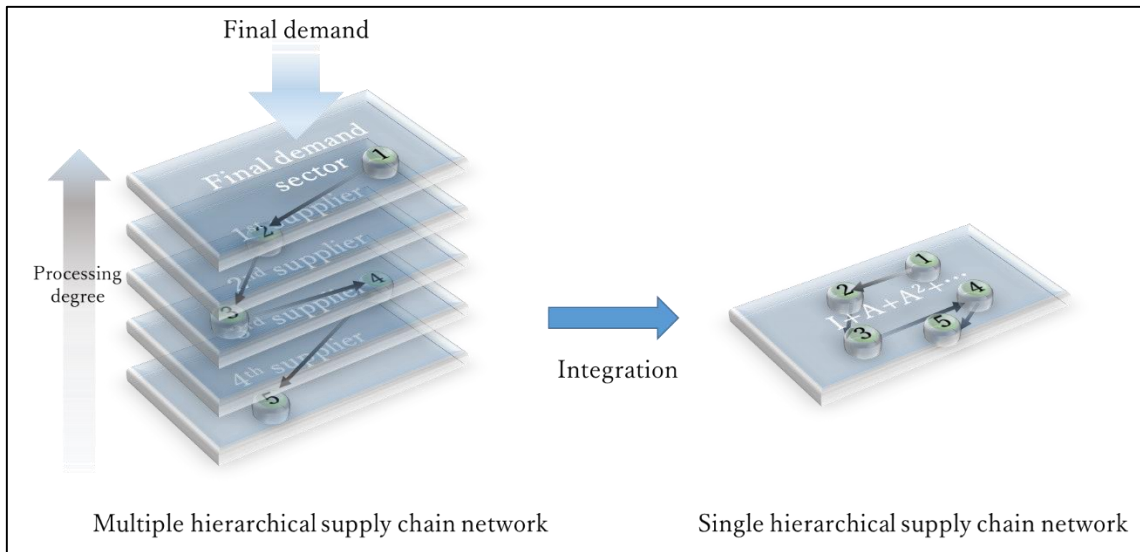 Final demand
Final demand
sector
1
1st supplier
2
2nd supplier
4
3
3rd supplier
4th supplier
5
Processing
degree
Integration
1
2
I+A+A²+⋯
4
3
5
Multiple hierarchical supply chain network
Single hierarchical supply chain network